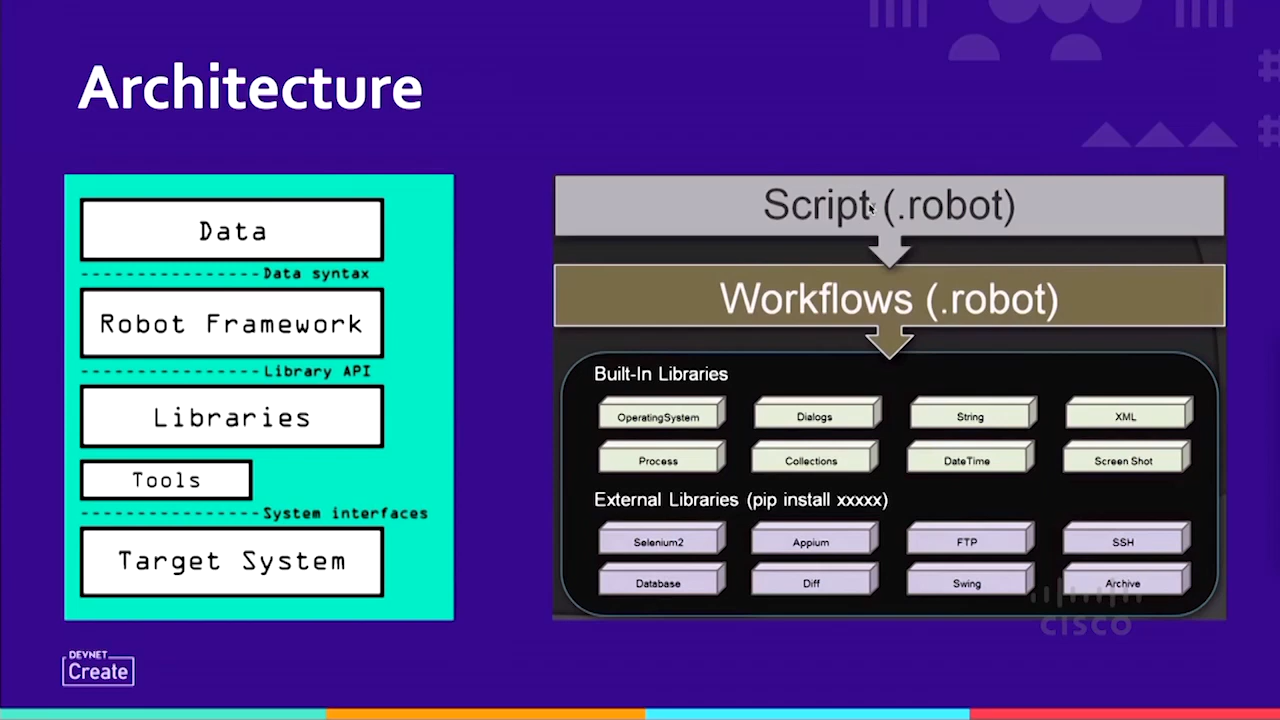 Architecture
Data
Data syntax
Robot Framework
Library API
Libraries
Tools
System interfaces
Target System
Script (.robot)
Workflows (.robot)
Built-In Libraries
OperatingSystem Dialogs String XML
Process Collections DateTime Screen Shot
External Libraries (pip install xxxxx)
Selenium2 Appium FTP SSH
Database Diff Swing Archive
CISCO
DEVNET
Create